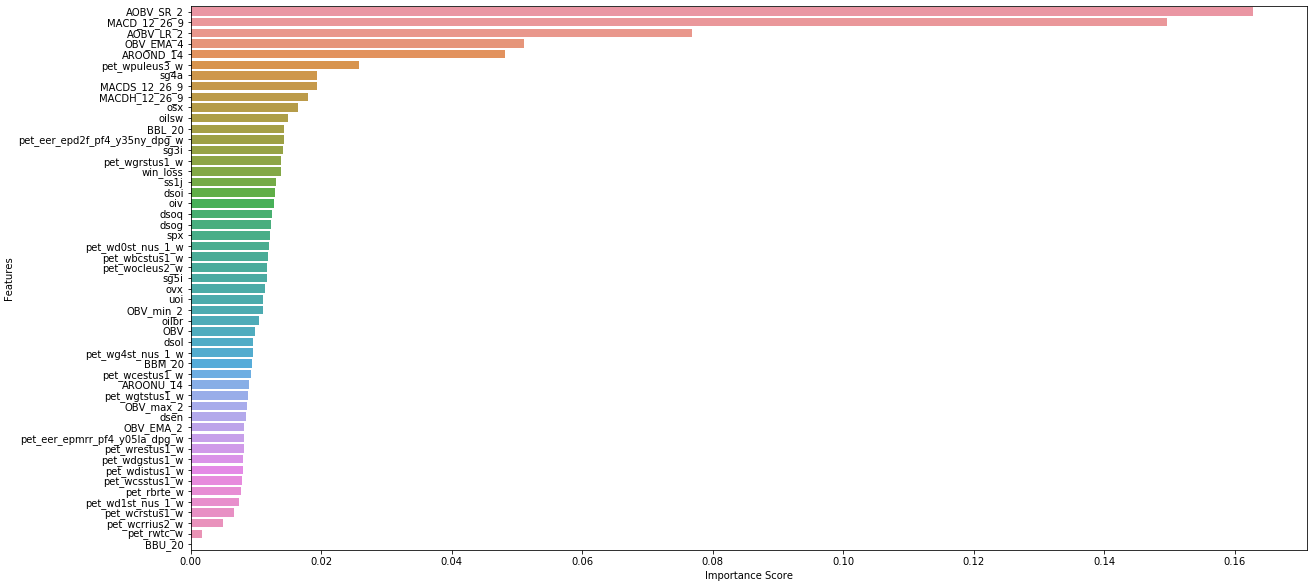 AOBV_SR_2
MACD_12_26_9
AOBV_LR_2
OBV_EMA_4
AROOND_14
pet_wpuleus3_w
sg4a
MACDS_12_26_9
MACDH_12_26_9
osx
oilsw
BBL_20
pet_eer_epd2f_pf4_y35ny_dpg_w
sg3i
pet_wgrstus1_w
win_loss
ss1j
dsoi
oiv
dsoq
dsog
spx
pet_wd0st_nus_1_w
pet_wbcstus1_w
pet_wocleus2_w
sg5i
ovx
uoi
OBV_min_2
oilbr
OBV
dsol
pet_wg4st_nus_1_w
BBM_20
pet_wcestus1_w
AROONU_14
pet_wgtstus1_w
OBV_max_2
dsen
OBV_EMA_2
pet_eer_epmrr_pf4_y05la_dpg_w
pet_wrestus1_w
pet_wdgstus1_w
pet_wdistus1_w
pet_wcsstus1_w
pet_rbrte_w
pet_wd1st_nus_1_w
pet_wcrstus1_w
pet_wcrrius2_w
pet_rwtc_w
BBU_20
Features
0.00 0.02 0.04 0.06 0.08 0.10 0.12 0.14 0.16
Importance Score